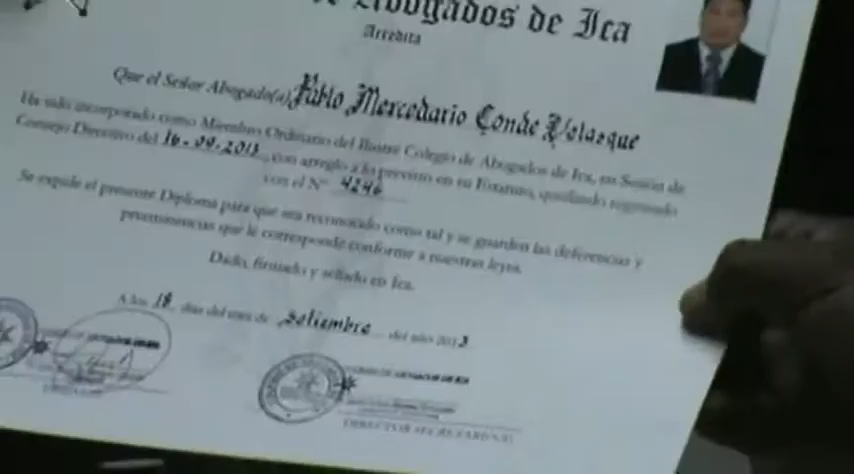 Abogados de Ica
Acredita
Que el Señor Abogado(a) Pablo Mercedario Conde Velasque
Ha sido incorporado como Miembro Ordinario del Ilustre Colegio de Abogados de Ica, en Sesión de
Consejo Directivo del 16-09-2013, con arreglo a lo previsto en su Estatuto, quedando registrado
con el N° 4246
Se expide el presente Diploma para que sea reconocido como tal y se guarden las deferencias y
preeminencias que le corresponde conforme a nuestras leyes.
Dado, firmado y sellado en Ica.
A los 18 días del mes de Setiembre del año 2013